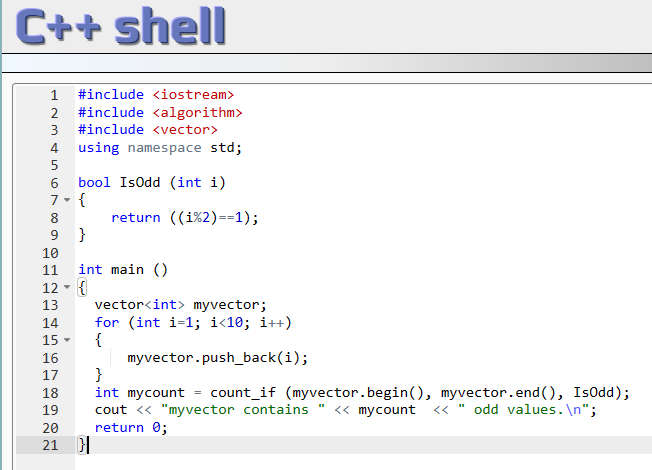 C++ shell
1 #include <iostream>
2 #include <algorithm>
3 #include <vector>
4 using namespace std;
5
6 bool IsOdd (int i)
7 {
8     return ((i%2)==1);
9 }
10
11 int main ()
12 {
13   vector<int> myvector;
14   for (int i=1; i<10; i++)
15   {
16       myvector.push_back(i);
17   }
18   int mycount = count_if (myvector.begin(), myvector.end(), IsOdd);
19   cout << "myvector contains " << mycount  << " odd values.\n";
20   return 0;
21 }